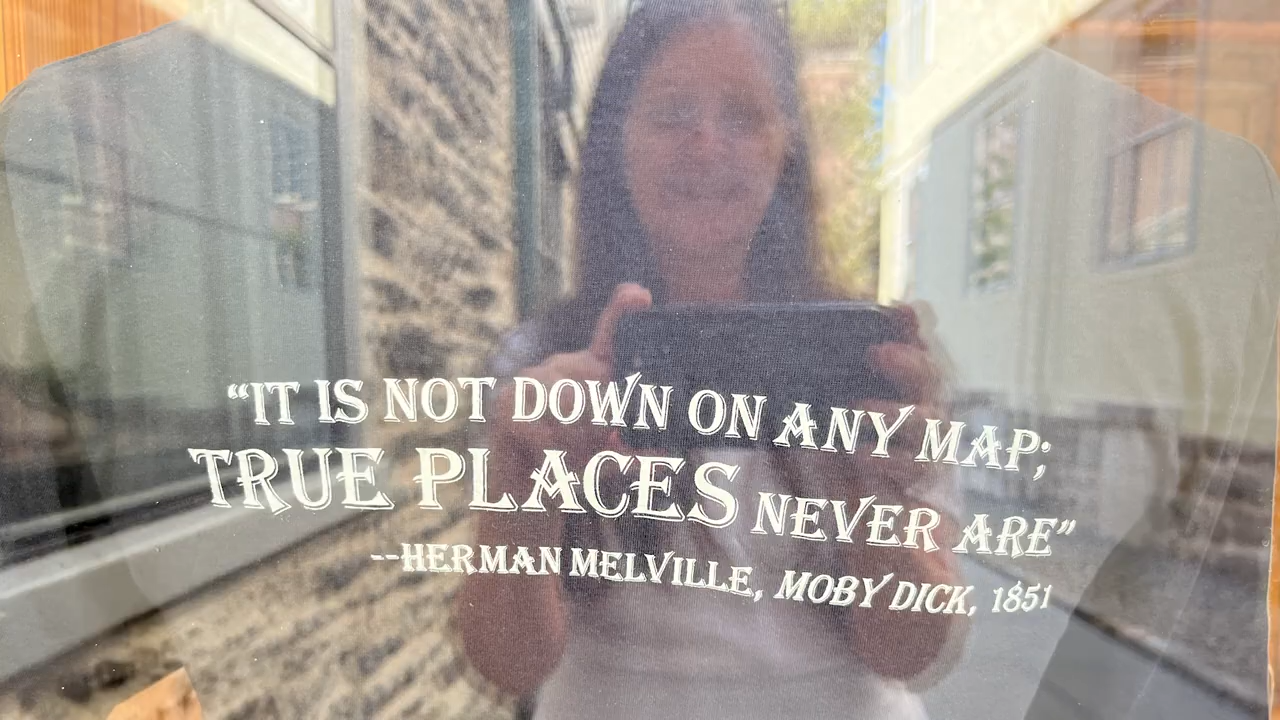 “IT IS NOT DOWN ON ANY MAP;
TRUE PLACES NEVER ARE”
--HERMAN MELVILLE, MOBY DICK, 1851